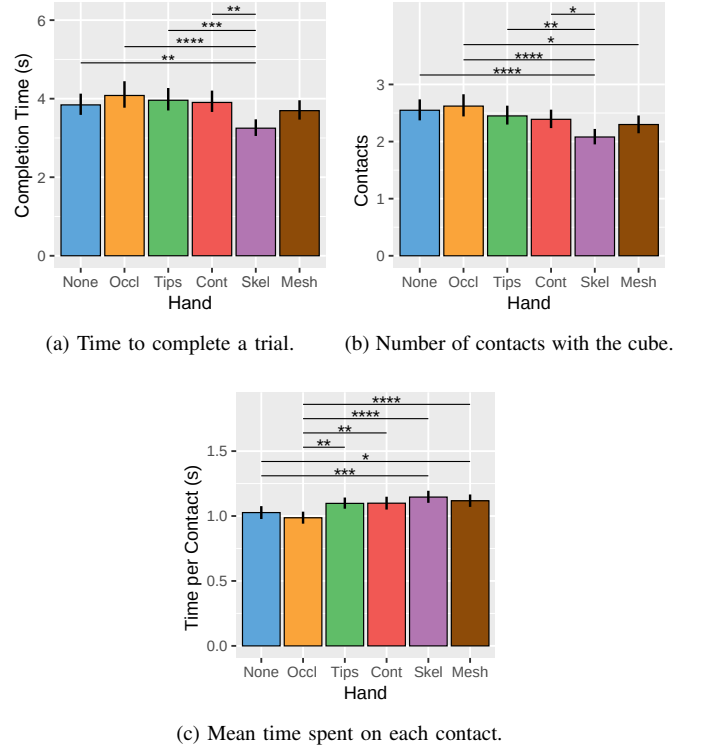 **
***
****
**
6
4
2
0
Completion Time (s)
None Occl Tips Cont Skel Mesh
Hand
(a) Time to complete a trial.
*
**
*
****
****
3
2
1
0
Contacts
None Occl Tips Cont Skel Mesh
Hand
(b) Number of contacts with the cube.
****
****
**
**
*
***
1.5
1.0
0.5
0.0
Time per Contact (s)
None Occl Tips Cont Skel Mesh
Hand
(c) Mean time spent on each contact.